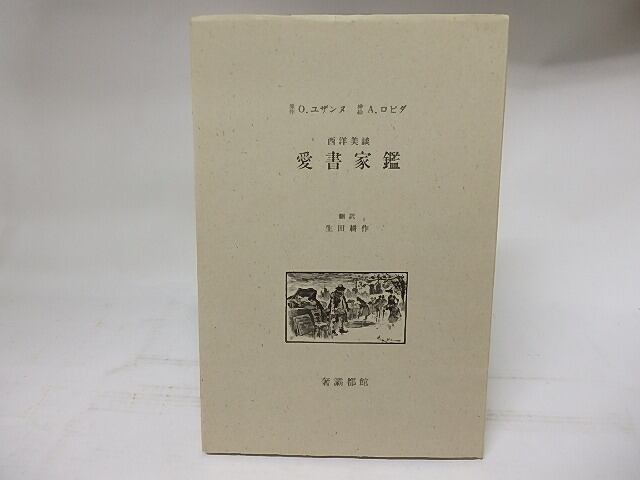 原作 O.ユザンヌ 挿絵 A.ロビダ
西洋美談
愛書家鑑
翻訳
生田耕作
奢灞都館